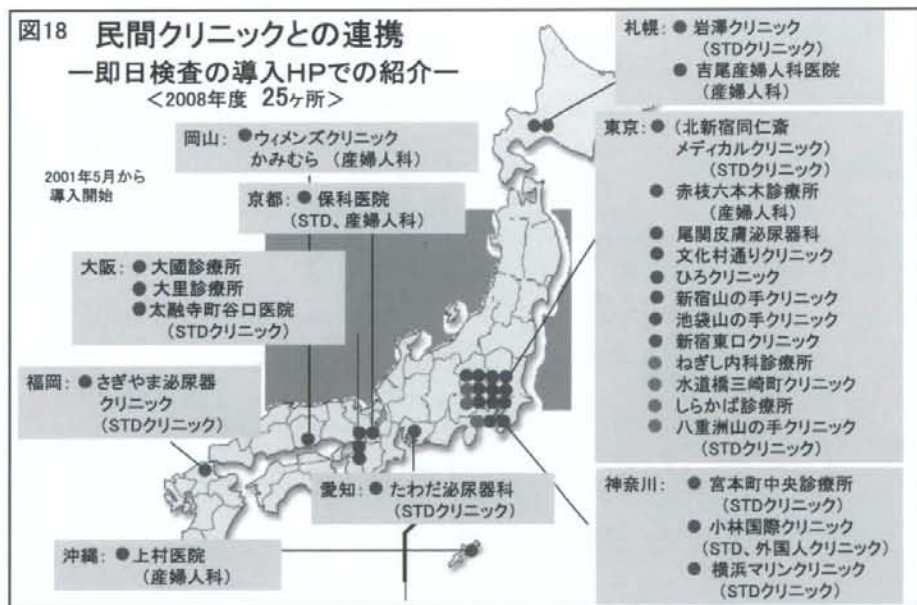 図18 民間クリニックとの連携
―即日検査の導入HPでの紹介―
<2008年度 25ヶ所>
2001年5月から
導入開始
札幌:●岩澤クリニック
(STDクリニック)
●吉尾産婦人科医院
(産婦人科)
岡山:●ウィメンズクリニック
かみむら (産婦人科)
京都:●保科医院
(STD、産婦人科)
大阪:●大國診療所
●大里診療所
●太融寺町谷口医院
(STDクリニック)
福岡:●さぎやま泌尿器
クリニック
(STDクリニック)
愛知:●たわだ泌尿器科
(STDクリニック)
沖縄:●上村医院
(産婦人科)
東京:●(北新宿同仁斎
メディカルクリニック)
(STDクリニック)
●赤枝六本木診療所
(産婦人科)
●尾関皮膚泌尿器科
●文化村通りクリニック
●ひろクリニック
●新宿山の手クリニック
●池袋山の手クリニック
●新宿東口クリニック
●ねぎし内科診療所
●水道橋三崎町クリニック
●しらかば診療所
●八重洲山の手クリニック
(STDクリニック)
神奈川:●宮本町中央診療所
(STDクリニック)
●小林国際クリニック
(STD、外国人クリニック)
●横浜マリンクリニック
(STDクリニック)